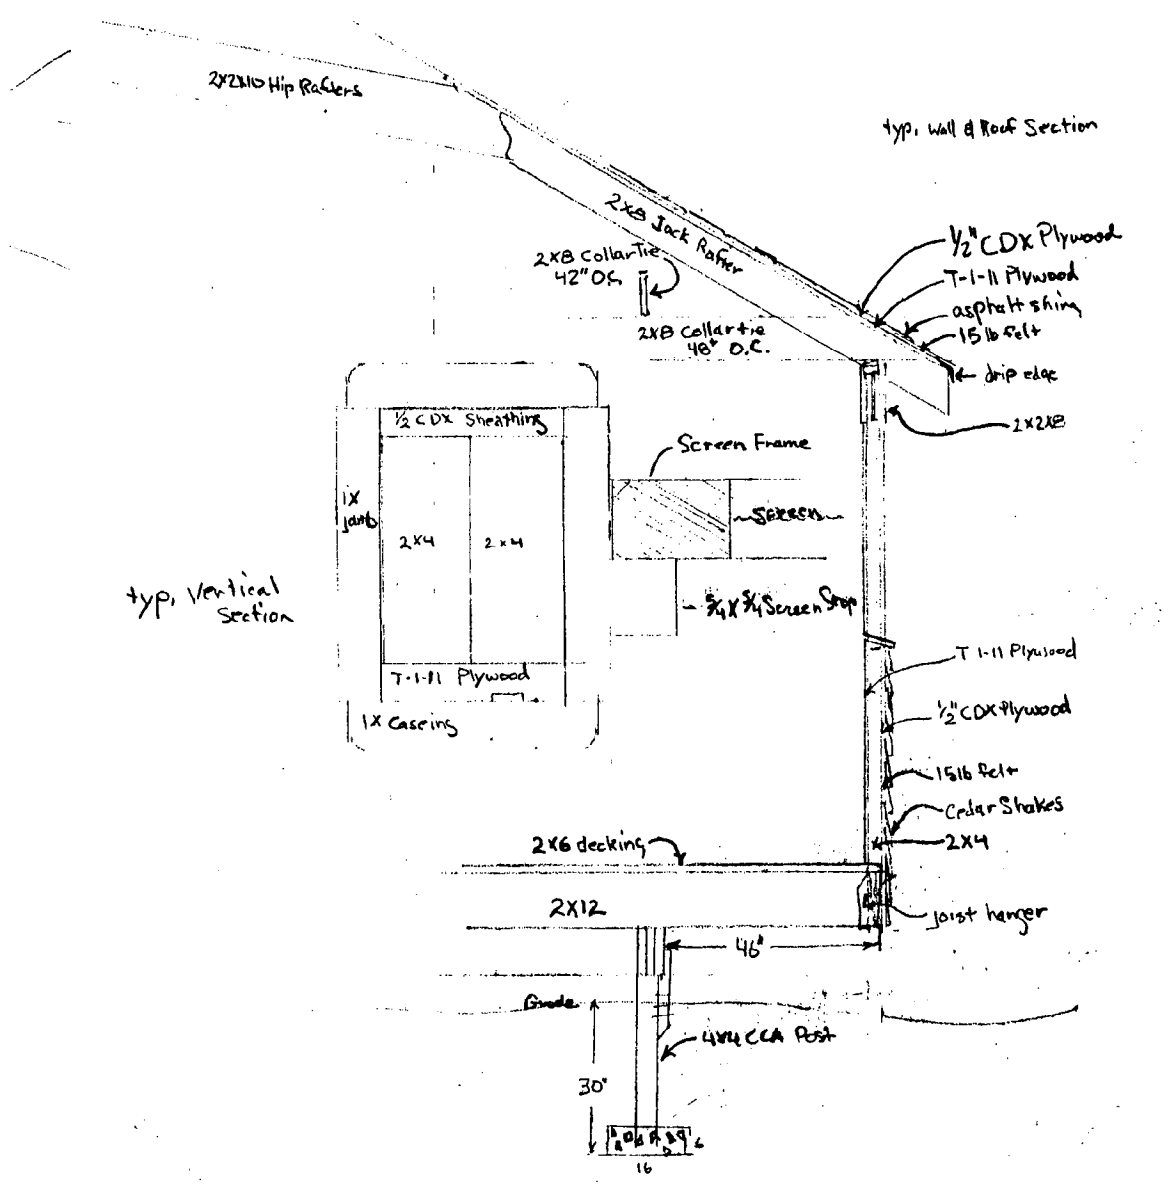 2X2X10 Hip Rafters
typ. Wall & Roof Section
2X8 Jack Rafter
1/2" CDX Plywood
T-1-11 Plywood
asphalt shing
15 lb felt
drip edge
2X2X8
2X8 Collar Tie
42" O.C.
2X8 Collar tie
48" O.C.
1/2 CDX Sheathing
Screen Frame
1X
jamb
2X4
2X4
Screen
5/4 X 5/4 Screen Stop
typ. Vertical
Section
T-1-11 Plywood
1X Caseing
T 1-11 Plywood
1/2" CDX Plywood
15 lb felt
Cedar Shakes
2X4
2X6 decking
2X12
joist hanger
46"
Grade
4X4 CCA Post
30"
6
16